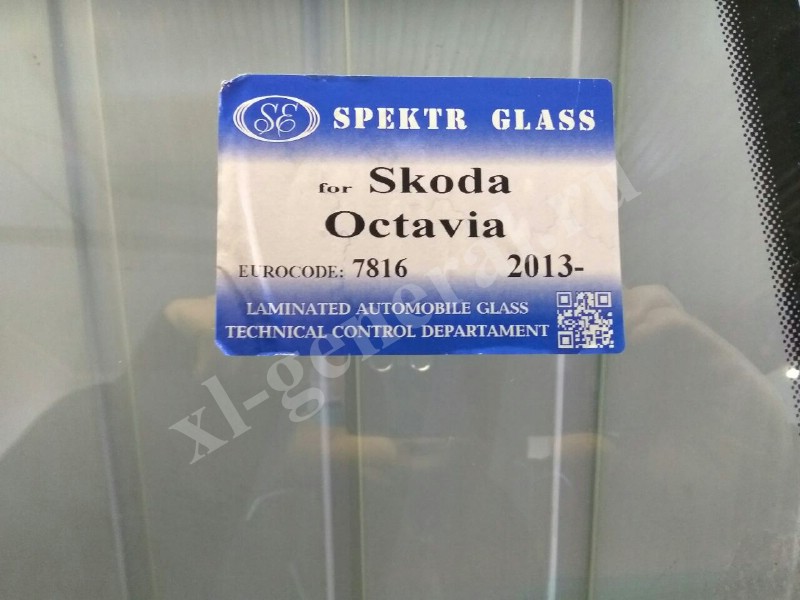 SE SPEKTR GLASS
for Skoda
Octavia
EUROCODE: 7816 2013-
LAMINATED AUTOMOBILE GLASS
TECHNICAL CONTROL DEPARTAMENT
xl-general.ru